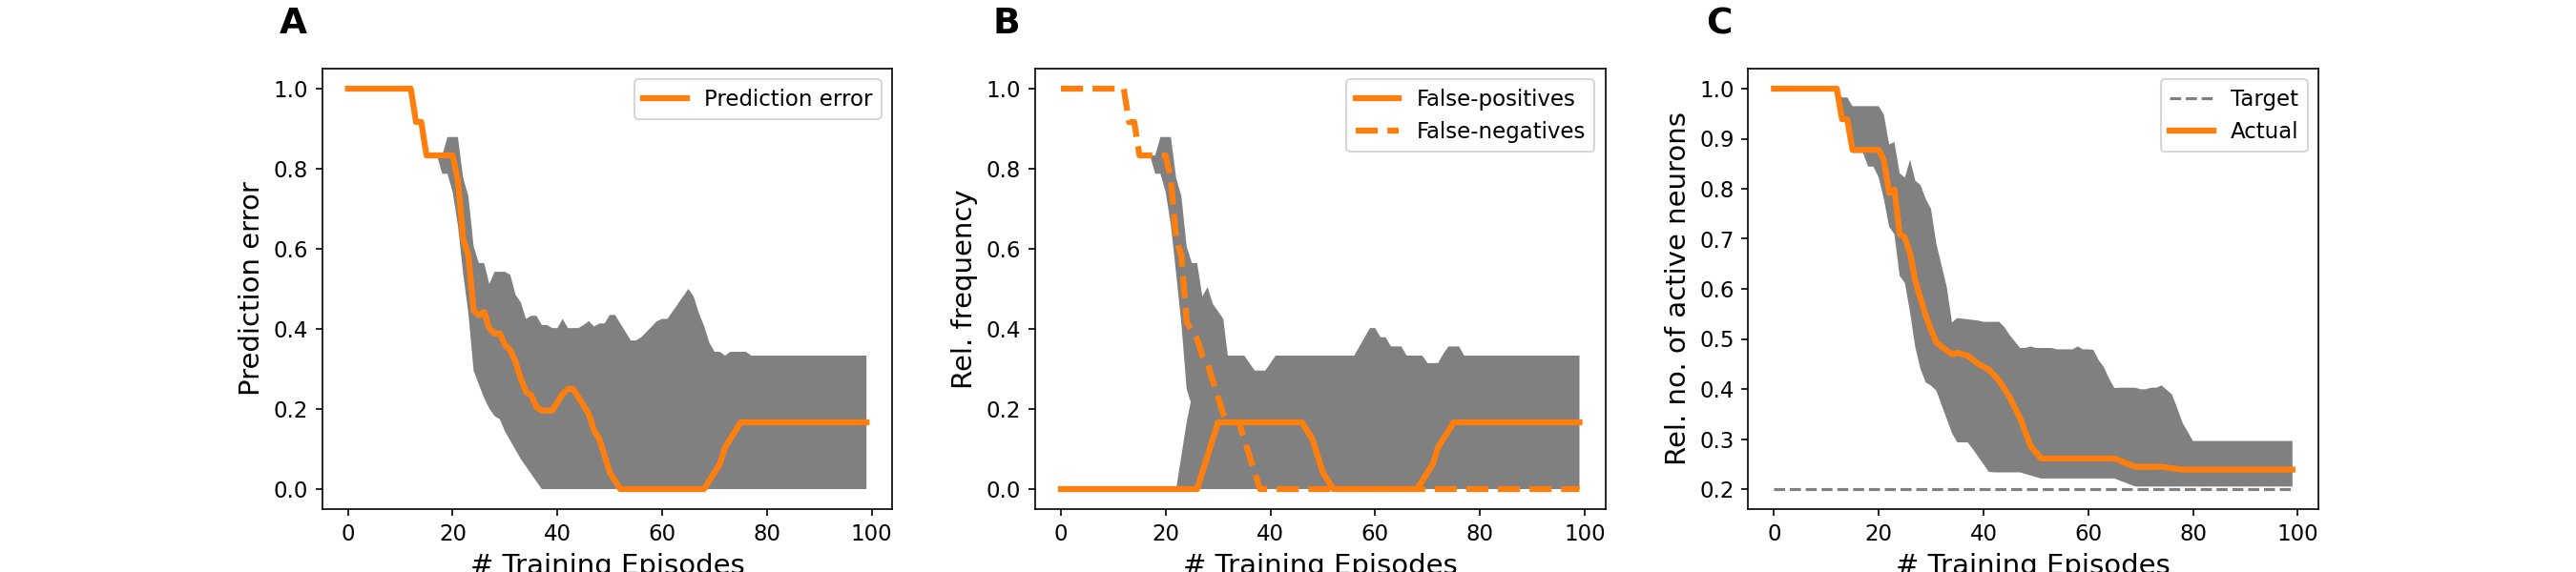 A
Prediction error
1.0
0.8
0.6
0.4
0.2
0.0
0
20
40
60
80
100
Prediction error
# Training Episodes
B
False-positives
False-negatives
1.0
0.8
0.6
0.4
0.2
0.0
0
20
40
60
80
100
Rel. frequency
# Training Episodes
C
Target
Actual
1.0
0.9
0.8
0.7
0.6
0.5
0.4
0.3
0.2
0
20
40
60
80
100
Rel. no. of active neurons
# Training Episodes